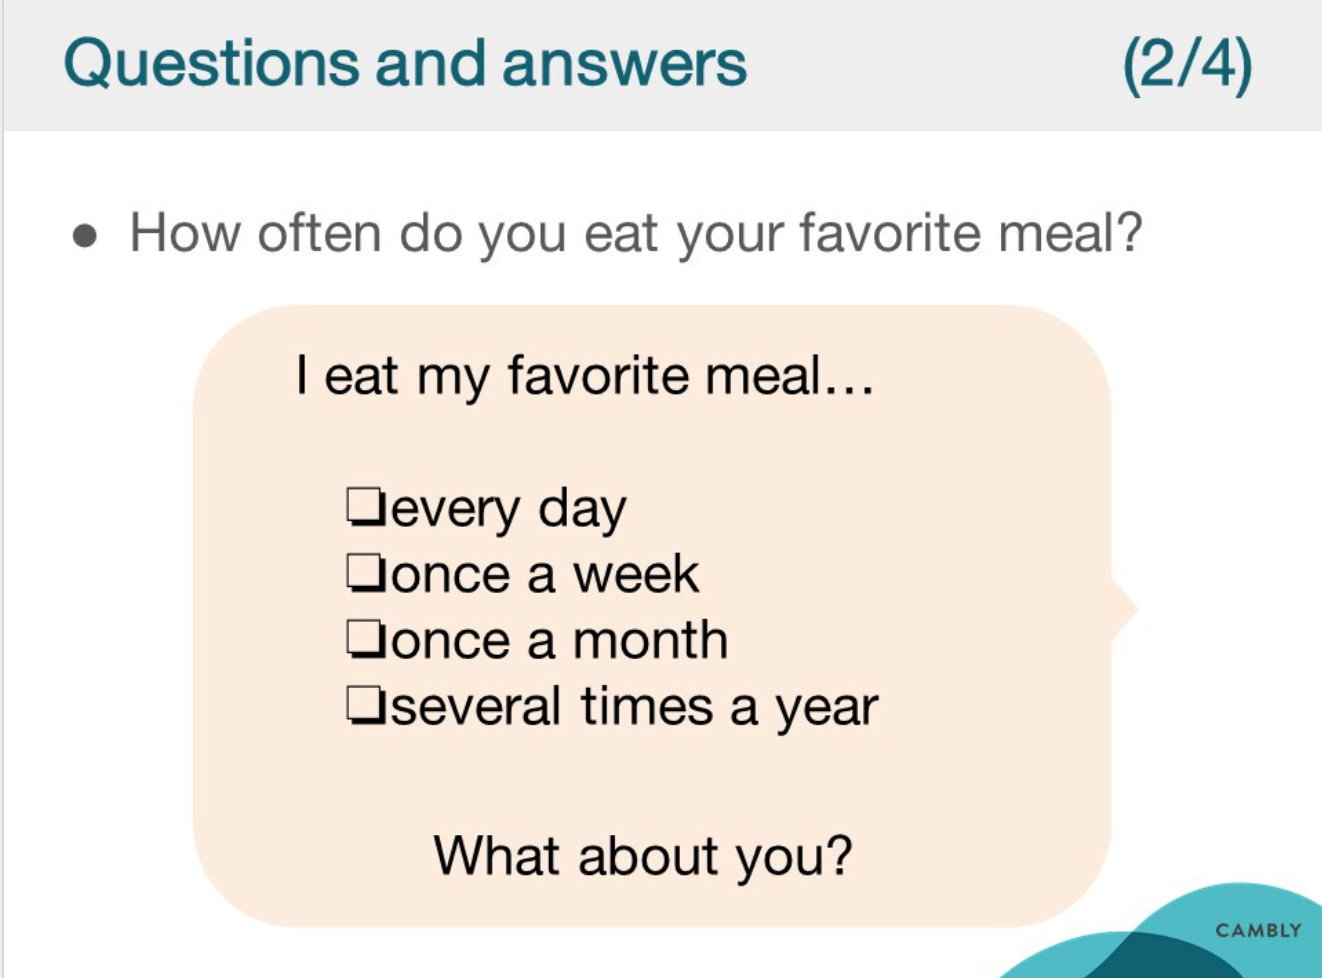 Questions and answers (2/4)
● How often do you eat your favorite meal?
I eat my favorite meal...
❏every day
❏once a week
❏once a month
❏several times a year
What about you?
CAMBLY